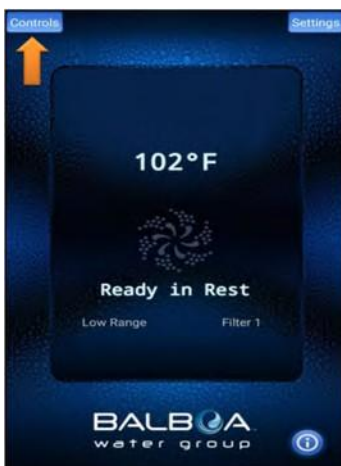 Controls Settings
102°F
Ready in Rest
Low Range Filter 1
BALBOA
water group